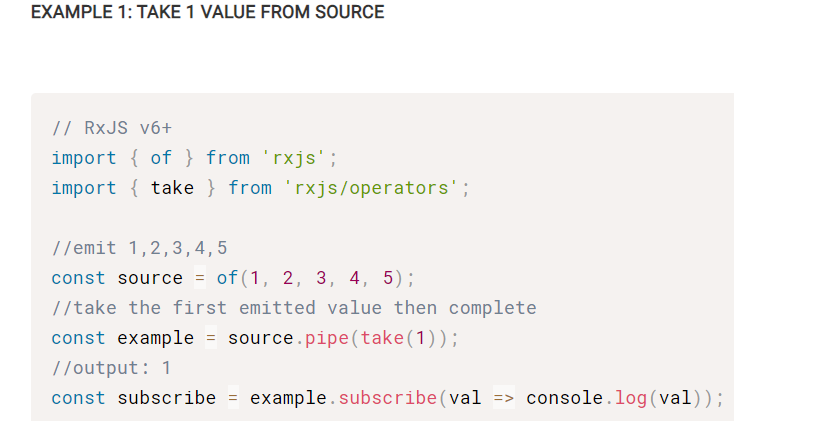 EXAMPLE 1: TAKE 1 VALUE FROM SOURCE
// RxJS v6+
import { of } from 'rxjs';
import { take } from 'rxjs/operators';
//emit 1,2,3,4,5
const source = of(1, 2, 3, 4, 5);
//take the first emitted value then complete
const example = source.pipe(take(1));
//output: 1
const subscribe = example.subscribe(val => console.log(val));